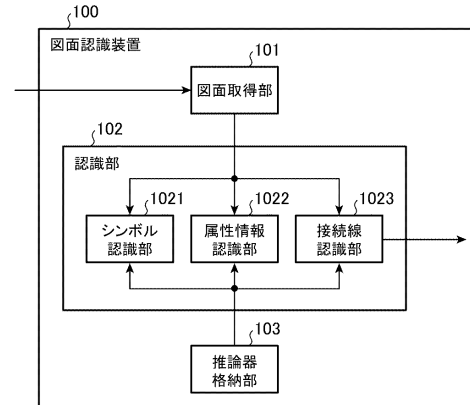 100
図面認識装置
101
図面取得部
102
認識部
1021
シンボル
認識部
1022
属性情報
認識部
1023
接続線
認識部
103
推論器
格納部